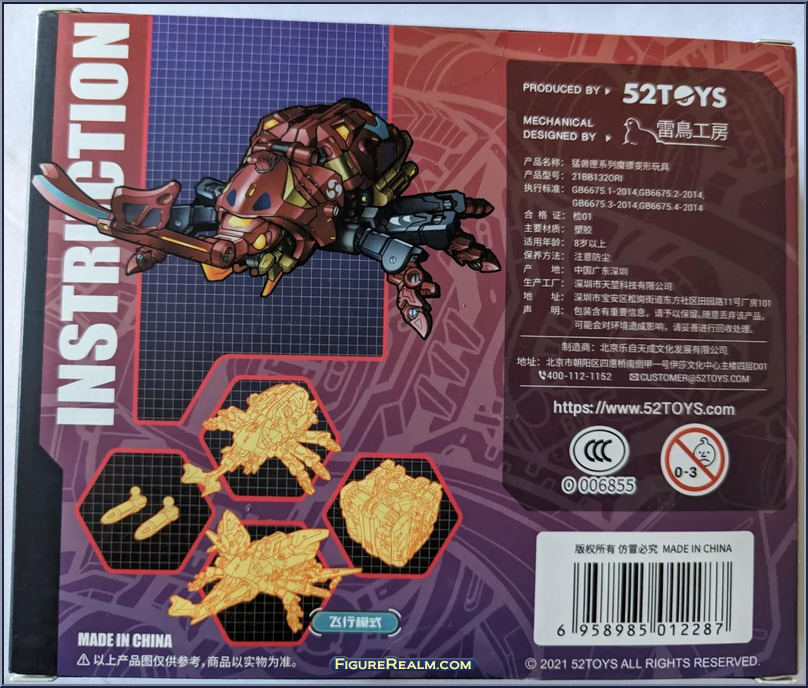 INSTRUCTION
PRODUCED BY 52TOYS
MECHANICAL
DESIGNED BY 雷鳥工房
产品名称: 猛兽匣系列魔镖变形玩具
产品型号: 21BB132ORI
执行标准: GB6675.1-2014,GB6675.2-2014,
GB6675.3-2014,GB6675.4-2014
合 格 证: 检01
主要材质: 塑胶
适用年龄: 8岁以上
保养方法: 注意防尘
产 地: 中国广东深圳
生产工厂: 深圳市天堃科技有限公司
地 址: 深圳市宝安区松岗街道东方社区田园路11号厂房101
声 明: 包装含有重要信息，请予以保留。随意丢弃该产品，
可能会对环境造成影响，请妥善进行回收处理。
制造商: 北京乐自天成文化发展有限公司
地址: 北京市朝阳区四惠桥南侧甲一号伊莎文化中心主楼四层D01
400-112-1152 CUSTOMER@52TOYS.COM
https://www.52TOYS.com
CCC
006855
0-3
飞行模式
版权所有 仿冒必究 MADE IN CHINA
6 958985 012287
MADE IN CHINA
以上产品图仅供参考，商品以实物为准。
FIGUREREALM.COM
© 2021 52TOYS ALL RIGHTS RESERVED.